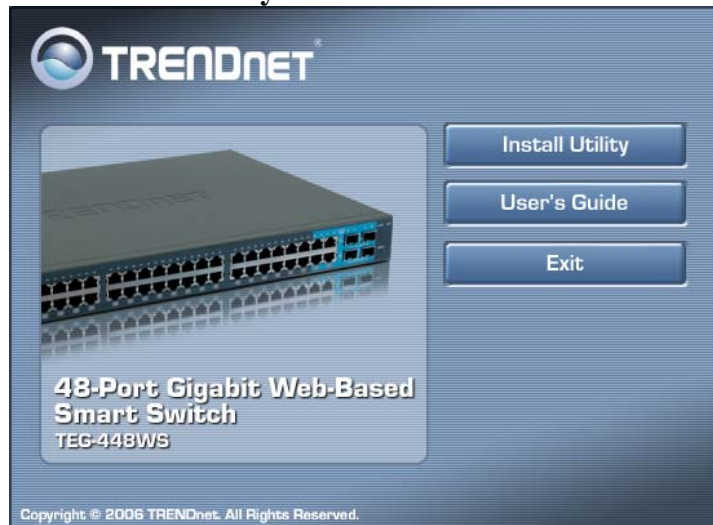 TRENDnet®
Install Utility
User's Guide
Exit
TRENDNET
48-Port Gigabit Web-Based
Smart Switch
TEG-448WS
Copyright © 2006 TRENDnet. All Rights Reserved.